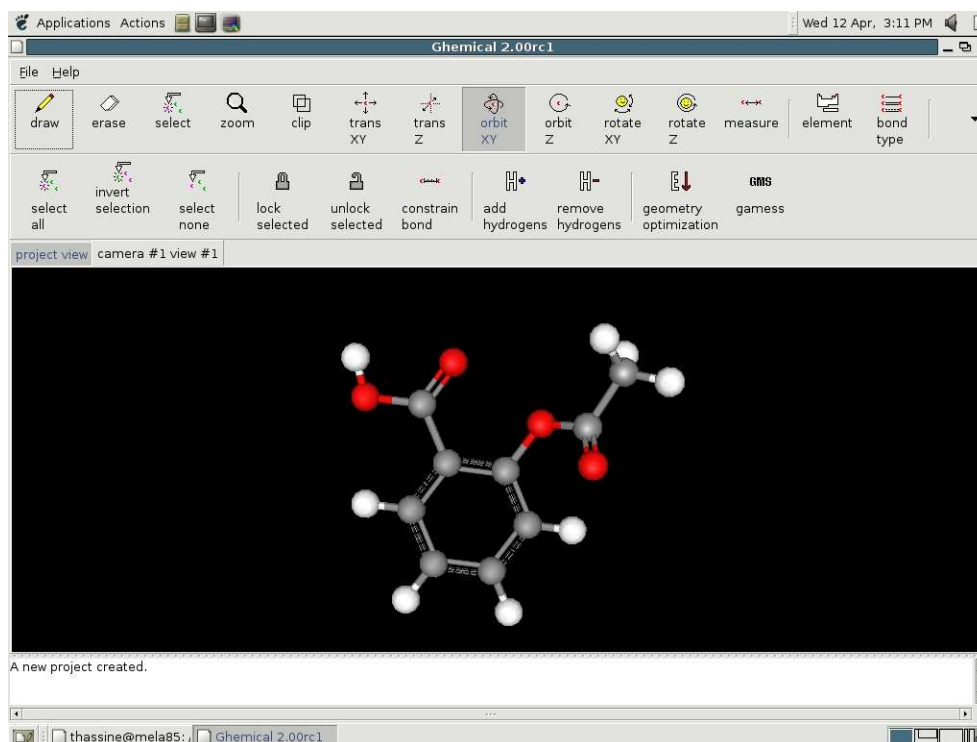 Applications Actions
Wed 12 Apr, 3:11 PM
Ghemical 2.00rc1
File Help
draw erase select zoom clip trans XY trans Z orbit XY orbit Z rotate XY rotate Z measure element bond type
select all invert selection select none lock selected unlock selected constrain bond add hydrogens remove hydrogens geometry optimization gamess
H+ H- E GMS
project view camera #1 view #1
A new project created.
thassine@mela85: / Ghemical 2.00rc1